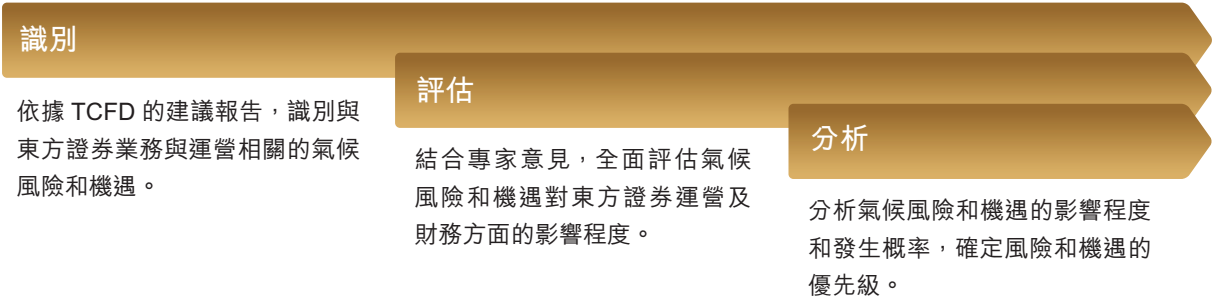 識別
依據 TCFD 的建議報告，識別與
東方證券業務與運營相關的氣候
風險和機遇。
評估
結合專家意見，全面評估氣候
風險和機遇對東方證券運營及
財務方面的影響程度。
分析
分析氣候風險和機遇的影響程度
和發生概率，確定風險和機遇的
優先級。